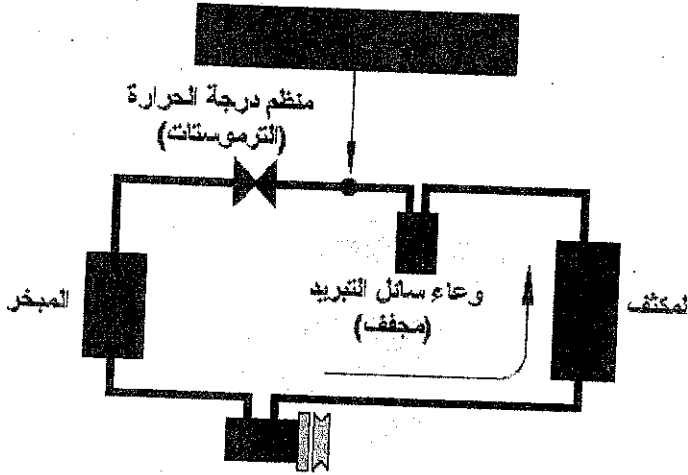 منظم درجة الحرارة
(الترموستات)
وعاء سائل التبريد
(مجفف)
المبخر
لمكثف